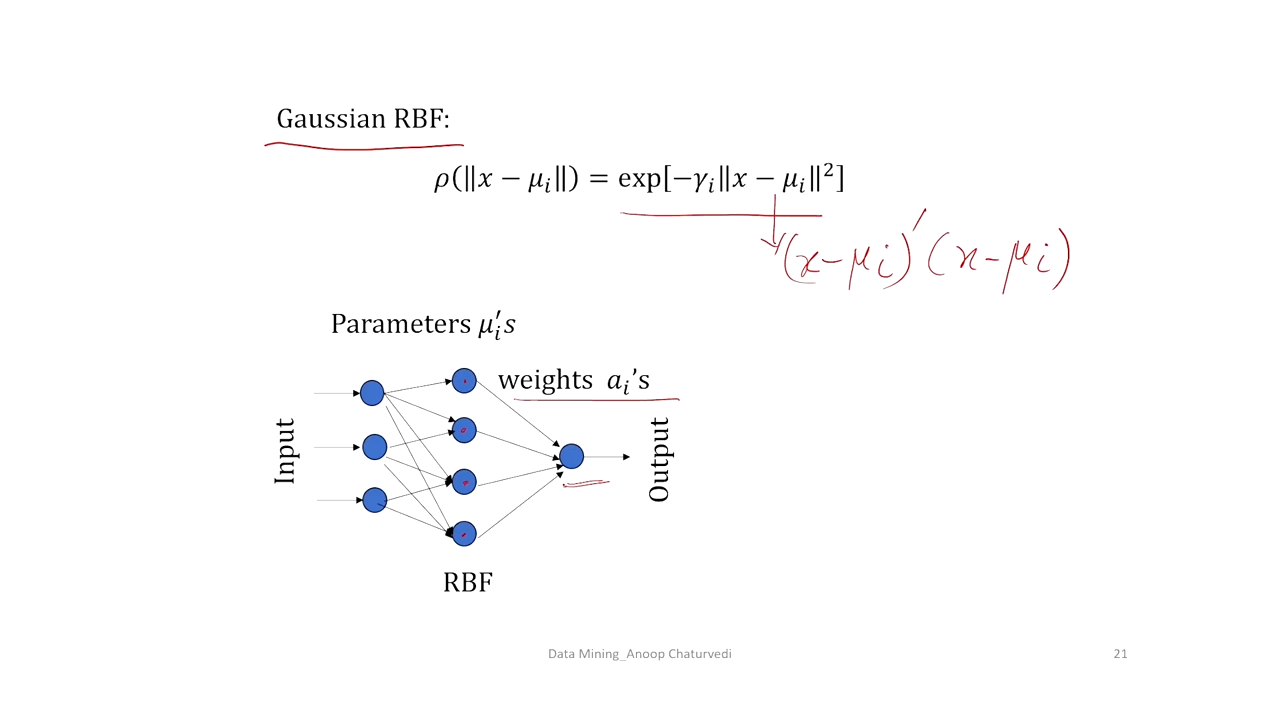 Gaussian RBF:
ρ(‖x − μᵢ‖) = exp[−γᵢ‖x − μᵢ‖²]
(x − μi)′ (x − μi)
Parameters μᵢ′s
weights aᵢ's
Input
Output
RBF
Data Mining_Anoop Chaturvedi
21